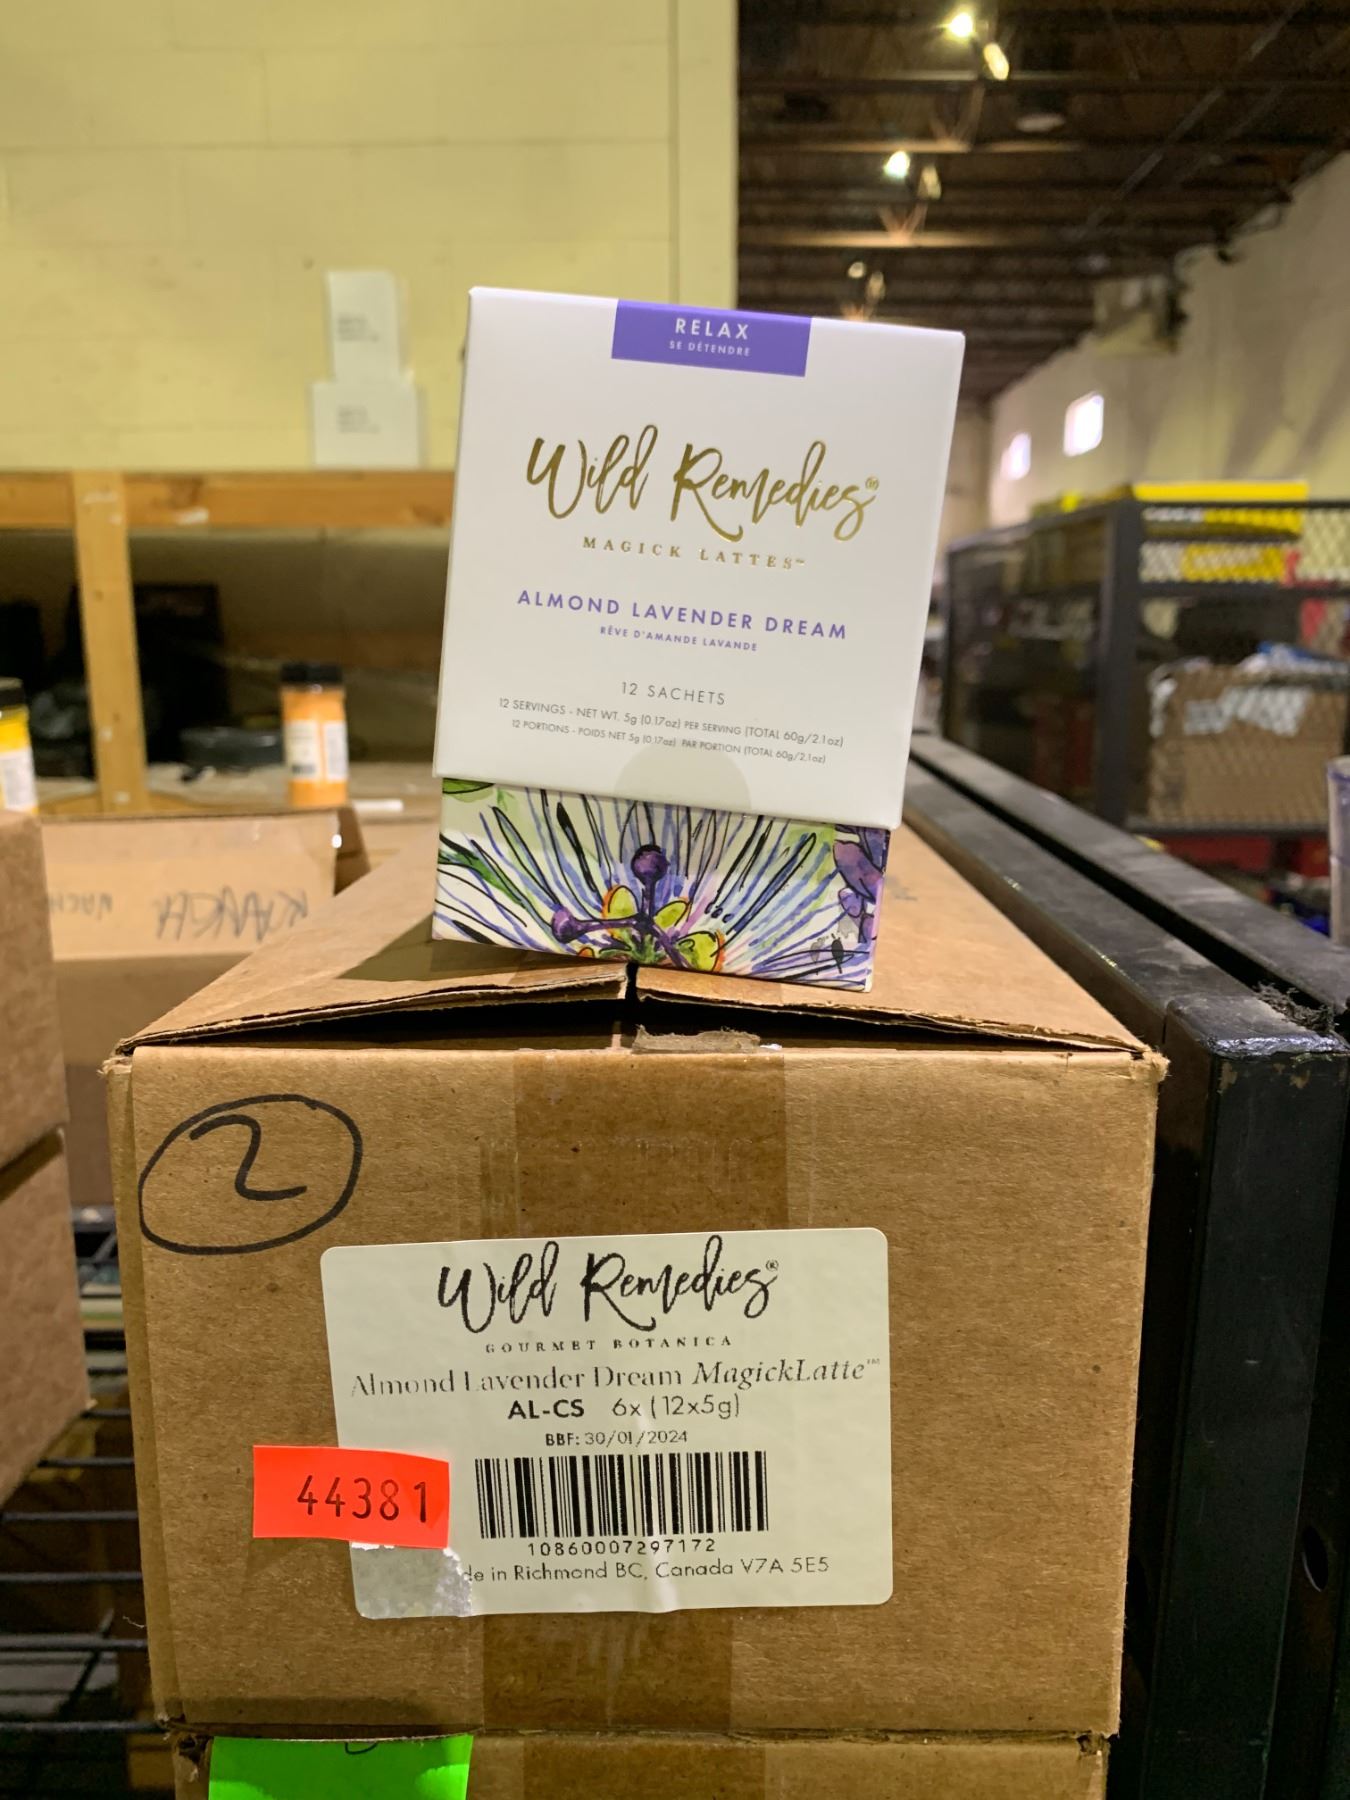 RELAX
SE DÉTENDRE
Wild Remedies®
MAGICK LATTES™
ALMOND LAVENDER DREAM
RÊVE D'AMANDE LAVANDE
12 SACHETS
12 SERVINGS - NET WT. 5g (0.17oz) PER SERVING (TOTAL 60g/2.1oz)
12 PORTIONS - POIDS NET 5g (0.17oz) PAR PORTION (TOTAL 60g/2.1oz)
2
Wild Remedies®
GOURMET BOTANICA
Almond Lavender Dream MagickLatte™
AL-CS 6x (12x5g)
BBF: 30/01/2024
44381
10860007297172
de in Richmond BC, Canada V7A 5E5